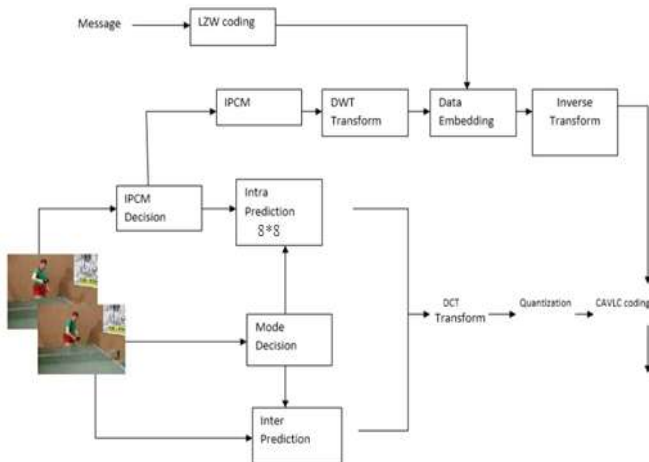 Message
LZW coding
IPCM
DWT
Transform
Data
Embedding
Inverse
Transform
IPCM
Decision
Intra
Prediction
8*8
Mode
Decision
Inter
Prediction
DCT
Transform
Quantization
CAVLC coding